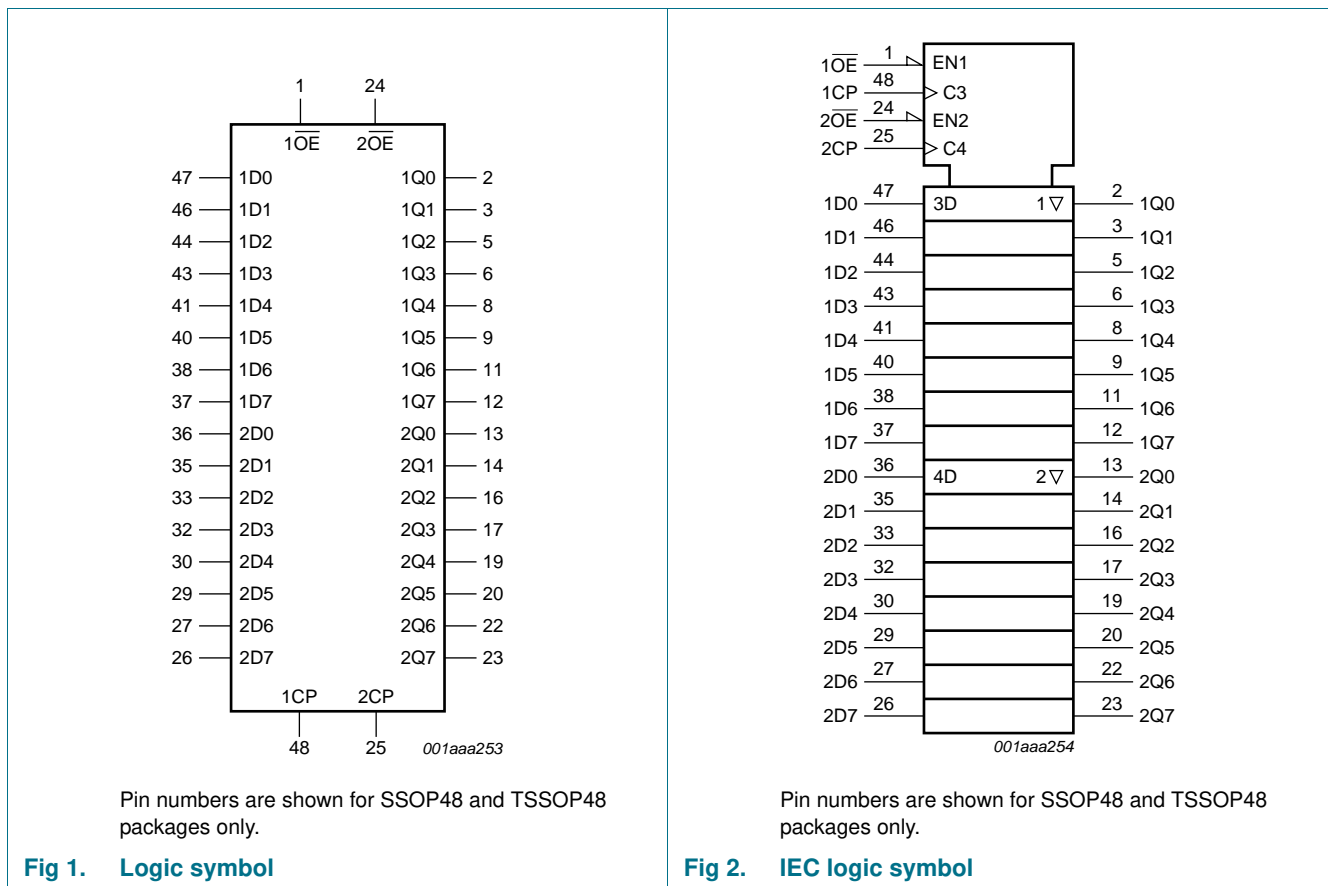 1 24
1OE 2OE
47 1D0 1Q0 2
46 1D1 1Q1 3
44 1D2 1Q2 5
43 1D3 1Q3 6
41 1D4 1Q4 8
40 1D5 1Q5 9
38 1D6 1Q6 11
37 1D7 1Q7 12
36 2D0 2Q0 13
35 2D1 2Q1 14
33 2D2 2Q2 16
32 2D3 2Q3 17
30 2D4 2Q4 19
29 2D5 2Q5 20
27 2D6 2Q6 22
26 2D7 2Q7 23
1CP 2CP
48 25 001aaa253
Pin numbers are shown for SSOP48 and TSSOP48
packages only.
Fig 1. Logic symbol
1OE 1 EN1
1CP 48 C3
2OE 24 EN2
2CP 25 C4
1D0 47 3D 1▽ 2 1Q0
1D1 46 3 1Q1
1D2 44 5 1Q2
1D3 43 6 1Q3
1D4 41 8 1Q4
1D5 40 9 1Q5
1D6 38 11 1Q6
1D7 37 12 1Q7
2D0 36 4D 2▽ 13 2Q0
2D1 35 14 2Q1
2D2 33 16 2Q2
2D3 32 17 2Q3
2D4 30 19 2Q4
2D5 29 20 2Q5
2D6 27 22 2Q6
2D7 26 23 2Q7
001aaa254
Pin numbers are shown for SSOP48 and TSSOP48
packages only.
Fig 2. IEC logic symbol